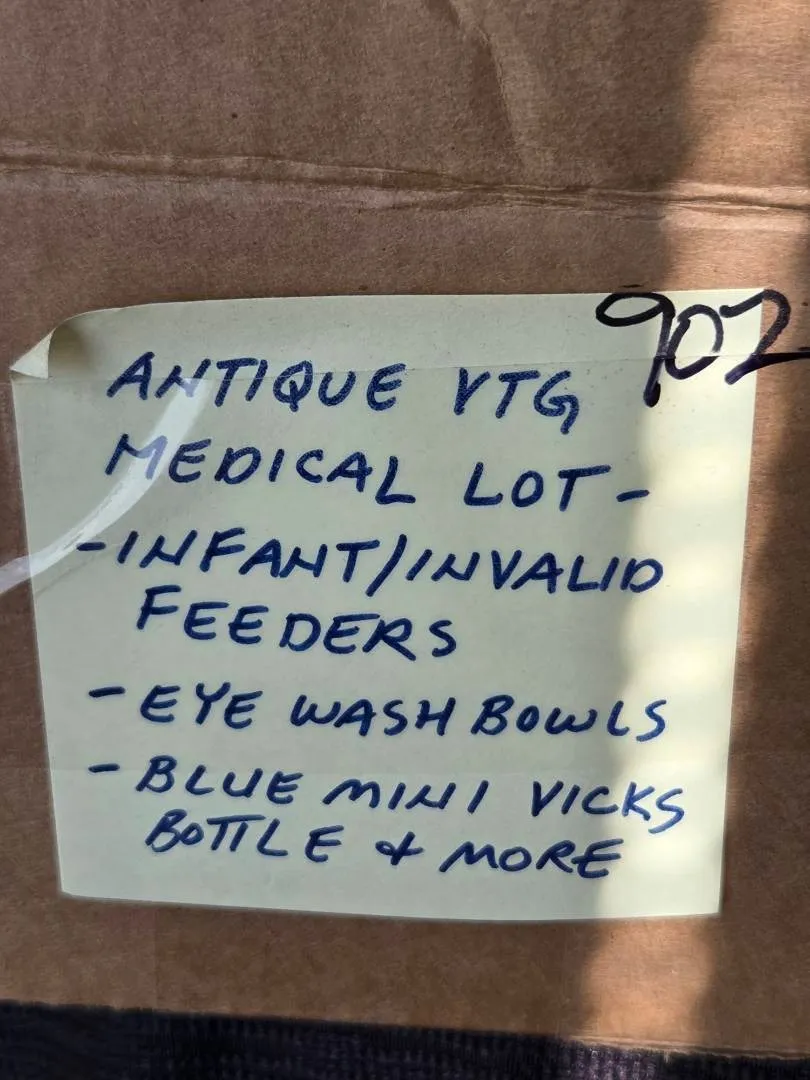 902
ANTIQUE VTG
MEDICAL LOT-
-INFANT/INVALID
FEEDERS
- EYE WASH BOWLS
- BLUE MINI VICKS
BOTTLE & MORE